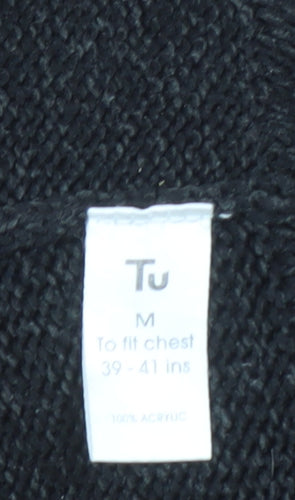 Tu
M
To fit chest
39 - 41 ins
100% ACRYLIC